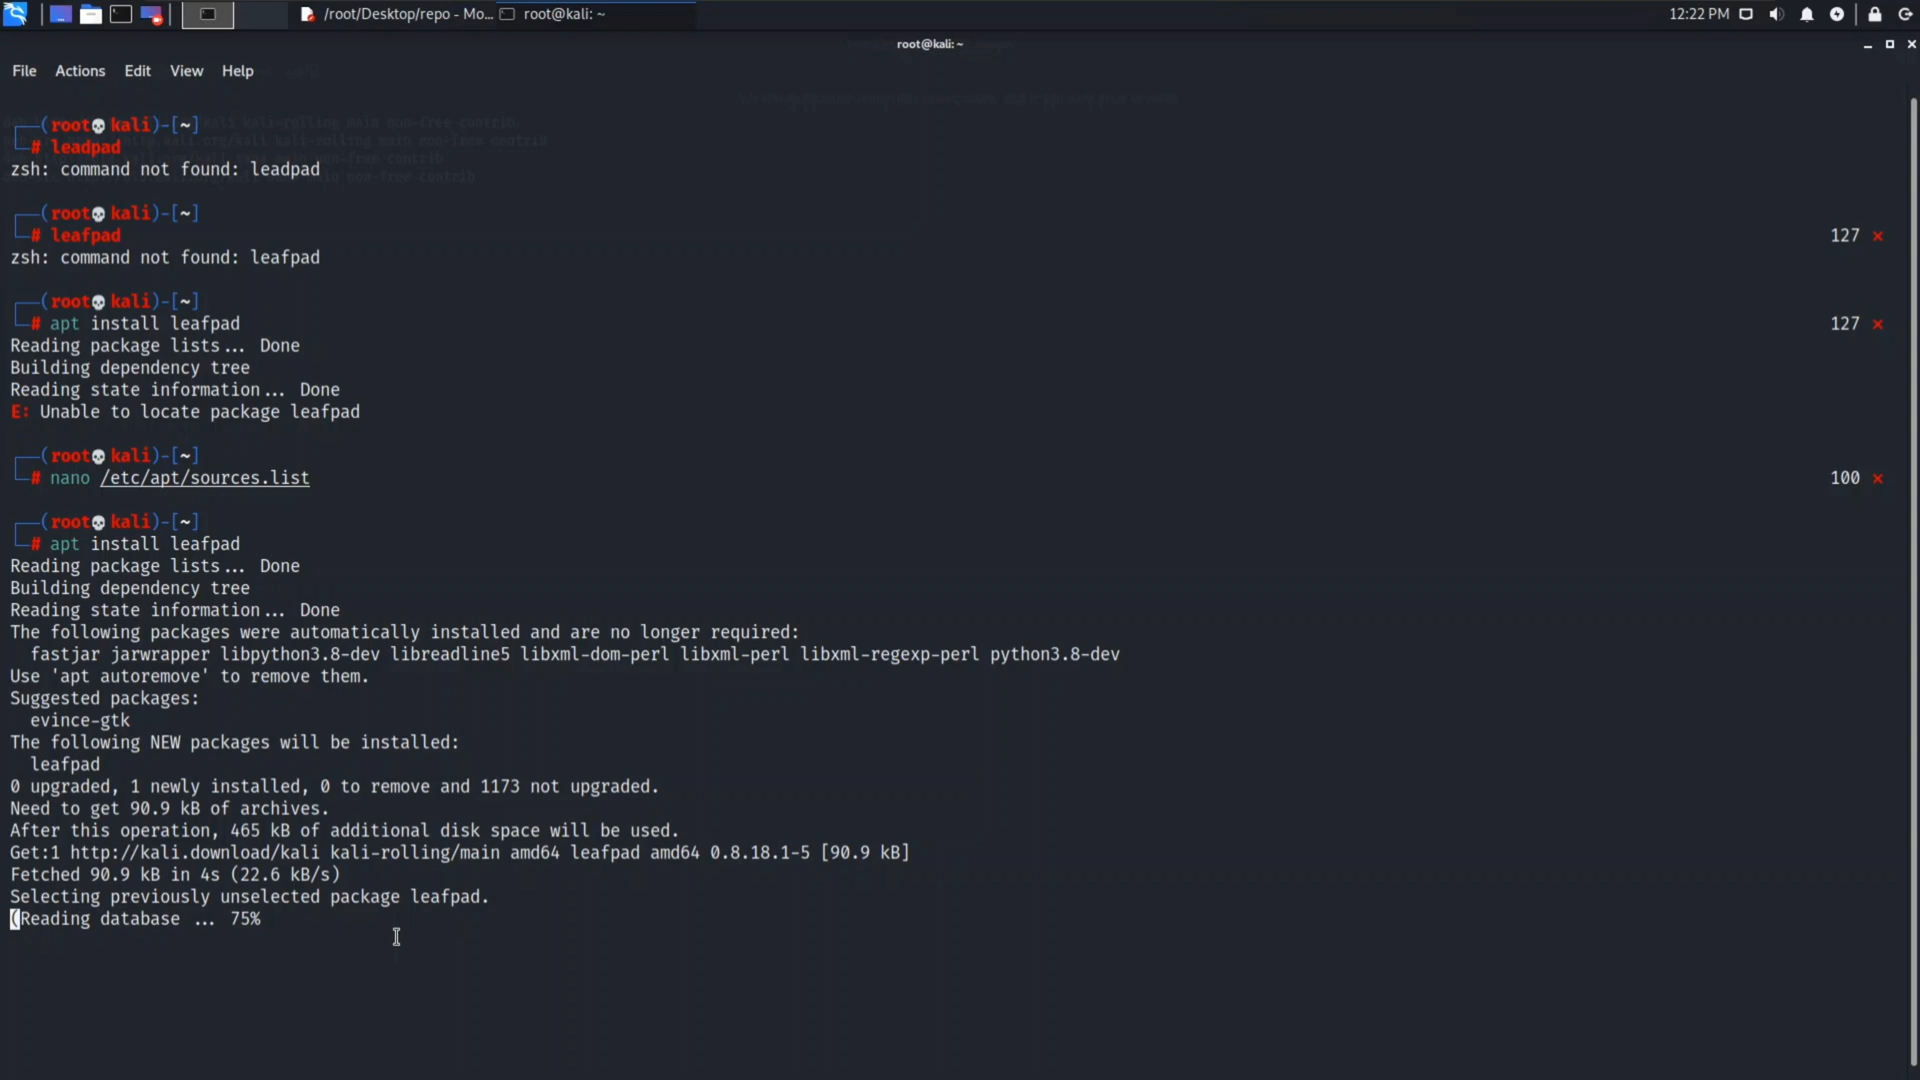 /root/Desktop/repo - Mo... root@kali: ~ 12:22 PM
root@kali: ~
File Actions Edit View Help
┌──(root💀kali)-[~]
└─# leadpad
zsh: command not found: leadpad
┌──(root💀kali)-[~]
└─# leafpad 127 ⨯
zsh: command not found: leafpad
┌──(root💀kali)-[~]
└─# apt install leafpad 127 ⨯
Reading package lists... Done
Building dependency tree
Reading state information... Done
E: Unable to locate package leafpad
┌──(root💀kali)-[~]
└─# nano /etc/apt/sources.list 100 ⨯
┌──(root💀kali)-[~]
└─# apt install leafpad
Reading package lists... Done
Building dependency tree
Reading state information... Done
The following packages were automatically installed and are no longer required:
fastjar jarwrapper libpython3.8-dev libreadline5 libxml-dom-perl libxml-perl libxml-regexp-perl python3.8-dev
Use 'apt autoremove' to remove them.
Suggested packages:
evince-gtk
The following NEW packages will be installed:
leafpad
0 upgraded, 1 newly installed, 0 to remove and 1173 not upgraded.
Need to get 90.9 kB of archives.
After this operation, 465 kB of additional disk space will be used.
Get:1 http://kali.download/kali kali-rolling/main amd64 leafpad amd64 0.8.18.1-5 [90.9 kB]
Fetched 90.9 kB in 4s (22.6 kB/s)
Selecting previously unselected package leafpad.
(Reading database ... 75%